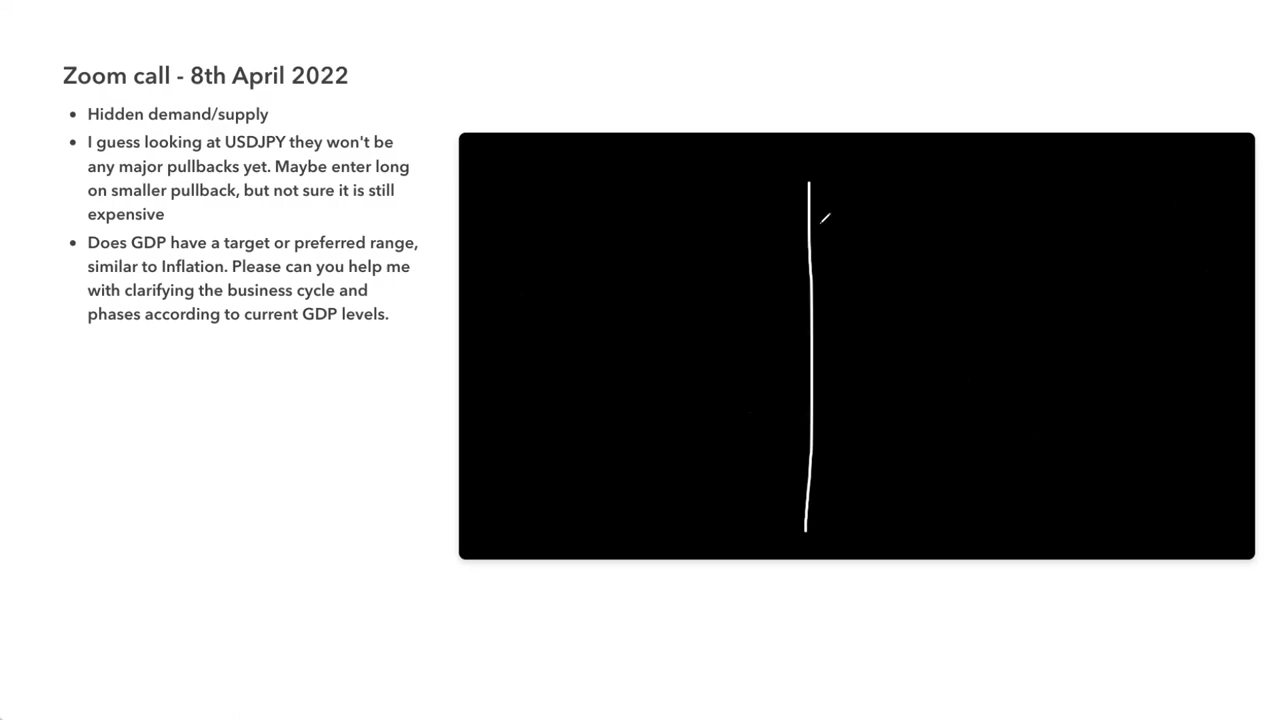 Zoom call - 8th April 2022
• Hidden demand/supply
• I guess looking at USDJPY they won't be
any major pullbacks yet. Maybe enter long
on smaller pullback, but not sure it is still
expensive
• Does GDP have a target or preferred range,
similar to Inflation. Please can you help me
with clarifying the business cycle and
phases according to current GDP levels.